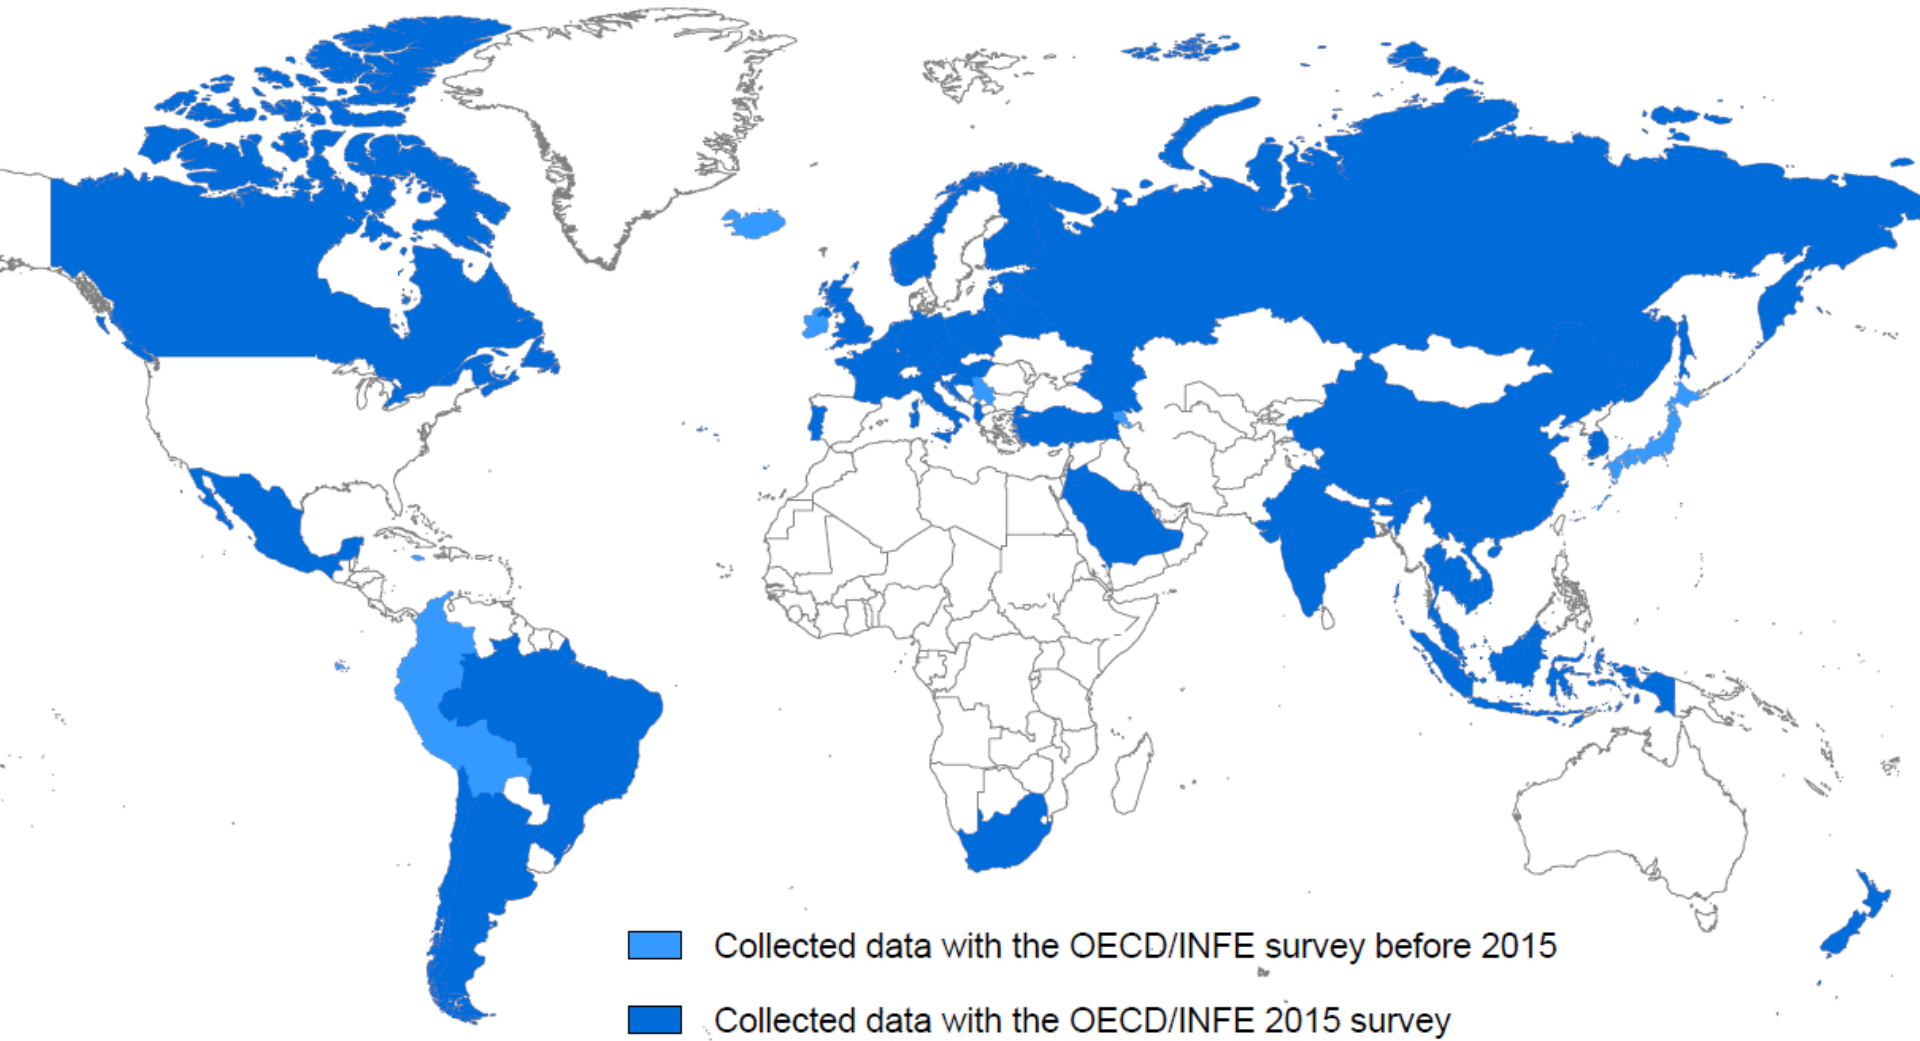 Collected data with the OECD/INFE survey before 2015
Collected data with the OECD/INFE 2015 survey